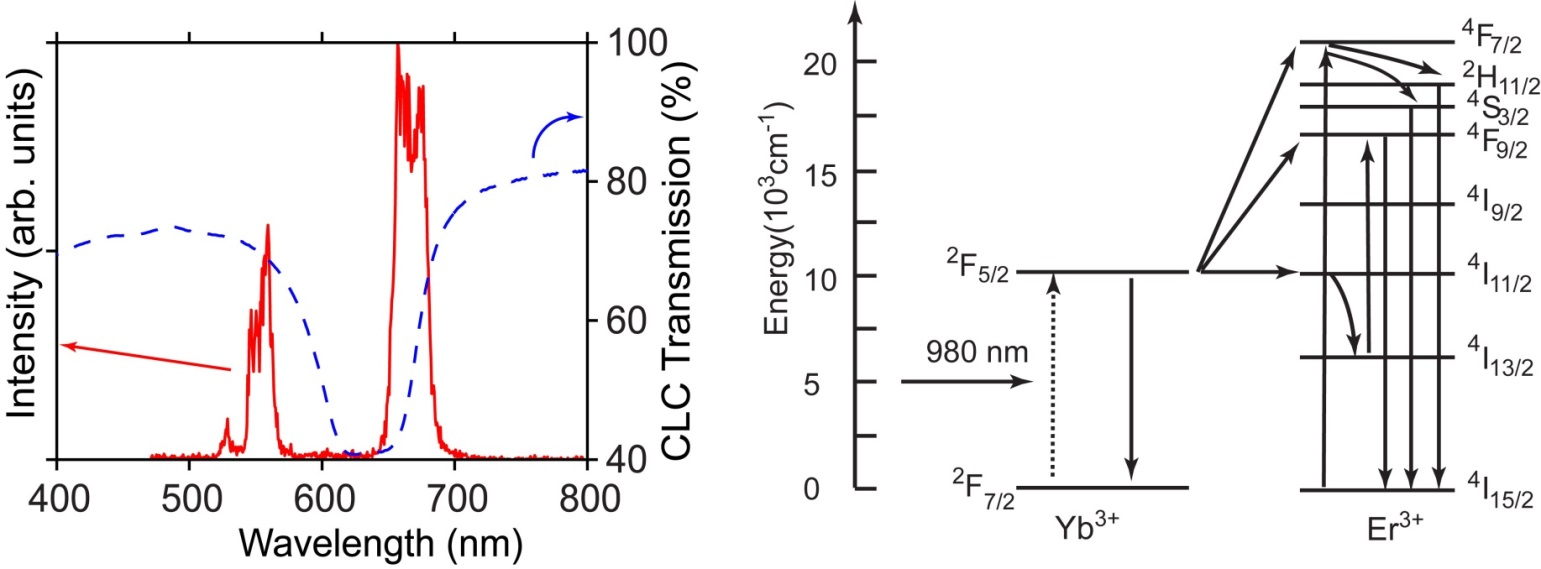 Intensity (arb. units)
100
80
60
40
CLC Transmission (%)
400 500 600 700 800
Wavelength (nm)
Energy(10³cm⁻¹)
20
15
10
5
0
980 nm
²F₅/₂
²F₇/₂
Yb³⁺
⁴F₇/₂
²H₁₁/₂
⁴S₃/₂
⁴F₉/₂
⁴I₉/₂
⁴I₁₁/₂
⁴I₁₃/₂
⁴I₁₅/₂
Er³⁺